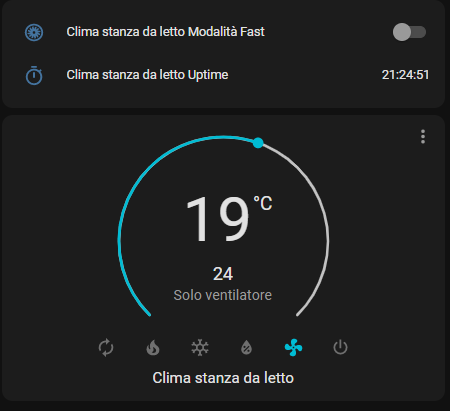 Clima stanza da letto Modalità Fast
Clima stanza da letto Uptime 21:24:51
19 °C
24
Solo ventilatore
Clima stanza da letto